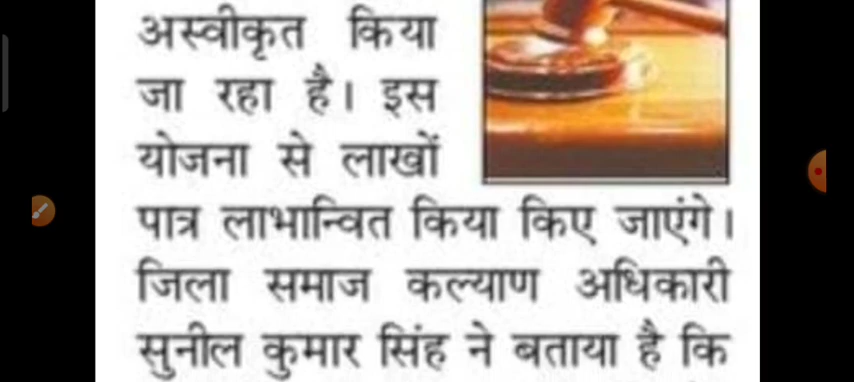 अस्वीकृत किया
जा रहा है। इस
योजना से लाखों
पात्र लाभान्वित किया किए जाएंगे।
जिला समाज कल्याण अधिकारी
सुनील कुमार सिंह ने बताया है कि